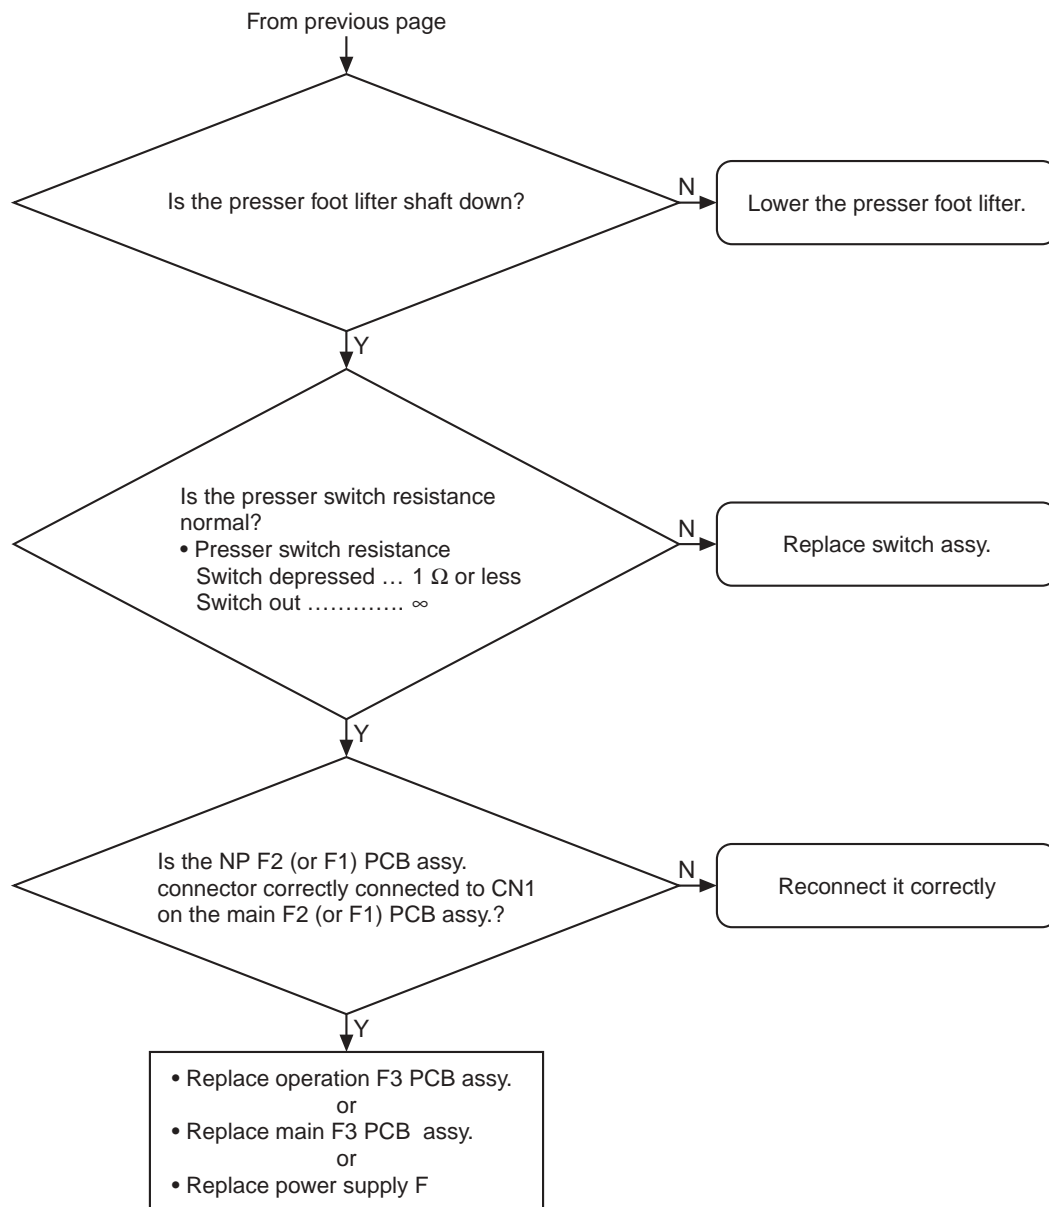 From previous page
Is the presser foot lifter shaft down?
N
Lower the presser foot lifter.
Y
Is the presser switch resistance
normal?
• Presser switch resistance
Switch depressed … 1 Ω or less
Switch out …………. ∞
N
Replace switch assy.
Y
Is the NP F2 (or F1) PCB assy.
connector correctly connected to CN1
on the main F2 (or F1) PCB assy.?
N
Reconnect it correctly
Y
• Replace operation F3 PCB assy.
or
• Replace main F3 PCB assy.
or
• Replace power supply F